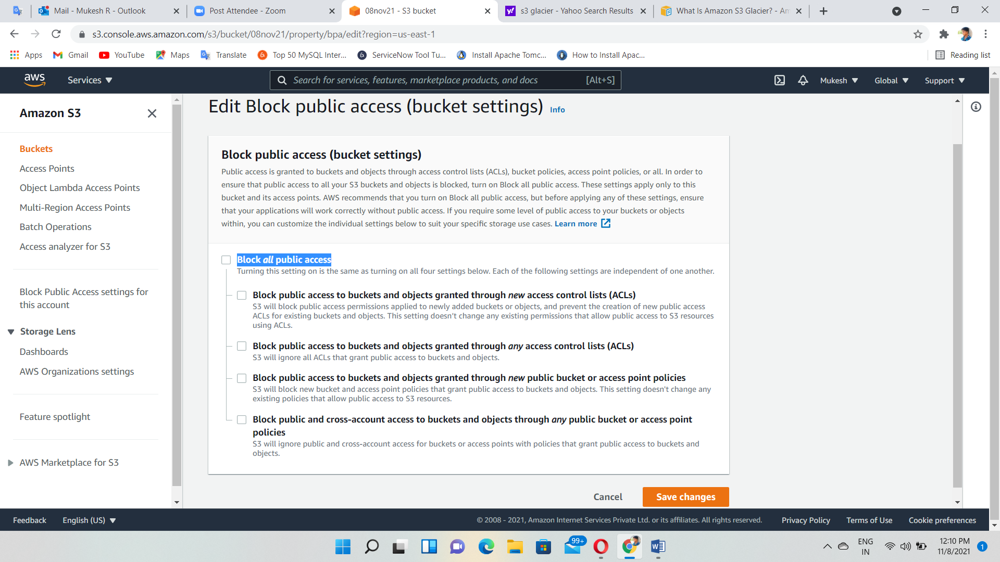 Mail - Mukesh R - Outlook
Post Attendee - Zoom
08nov21 - S3 bucket
s3 glacier - Yahoo Search Results
What Is Amazon S3 Glacier? - Am
s3.console.aws.amazon.com/s3/bucket/08nov21/property/bpa/edit?region=us-east-1
Apps
Gmail
YouTube
Maps
Translate
Top 50 MySQL Inter...
ServiceNow Tool Tu...
Install Apache Tomc...
How to Install Apac...
Reading list
aws
Services
Search for services, features, marketplace products, and docs
[Alt+S]
Mukesh
Global
Support
Amazon S3
Buckets
Access Points
Object Lambda Access Points
Multi-Region Access Points
Batch Operations
Access analyzer for S3
Block Public Access settings for
this account
Storage Lens
Dashboards
AWS Organizations settings
Feature spotlight
AWS Marketplace for S3
Edit Block public access (bucket settings) Info
Block public access (bucket settings)
Public access is granted to buckets and objects through access control lists (ACLs), bucket policies, access point policies, or all. In order to
ensure that public access to all your S3 buckets and objects is blocked, turn on Block all public access. These settings apply only to this
bucket and its access points. AWS recommends that you turn on Block all public access, but before applying any of these settings, ensure
that your applications will work correctly without public access. If you require some level of public access to your buckets or objects
within, you can customize the individual settings below to suit your specific storage use cases. Learn more
Block all public access
Turning this setting on is the same as turning on all four settings below. Each of the following settings are independent of one another.
Block public access to buckets and objects granted through new access control lists (ACLs)
S3 will block public access permissions applied to newly added buckets or objects, and prevent the creation of new public access
ACLs for existing buckets and objects. This setting doesn't change any existing permissions that allow public access to S3 resources
using ACLs.
Block public access to buckets and objects granted through any access control lists (ACLs)
S3 will ignore all ACLs that grant public access to buckets and objects.
Block public access to buckets and objects granted through new public bucket or access point policies
S3 will block new bucket and access point policies that grant public access to buckets and objects. This setting doesn't change any
existing policies that allow public access to S3 resources.
Block public and cross-account access to buckets and objects through any public bucket or access point
policies
S3 will ignore public and cross-account access for buckets or access points with policies that grant public access to buckets and
objects.
Cancel
Save changes
Feedback
English (US)
© 2008 - 2021, Amazon Internet Services Private Ltd. or its affiliates. All rights reserved.
Privacy Policy
Terms of Use
Cookie preferences
99+
ENG
IN
12:10 PM
11/8/2021
1